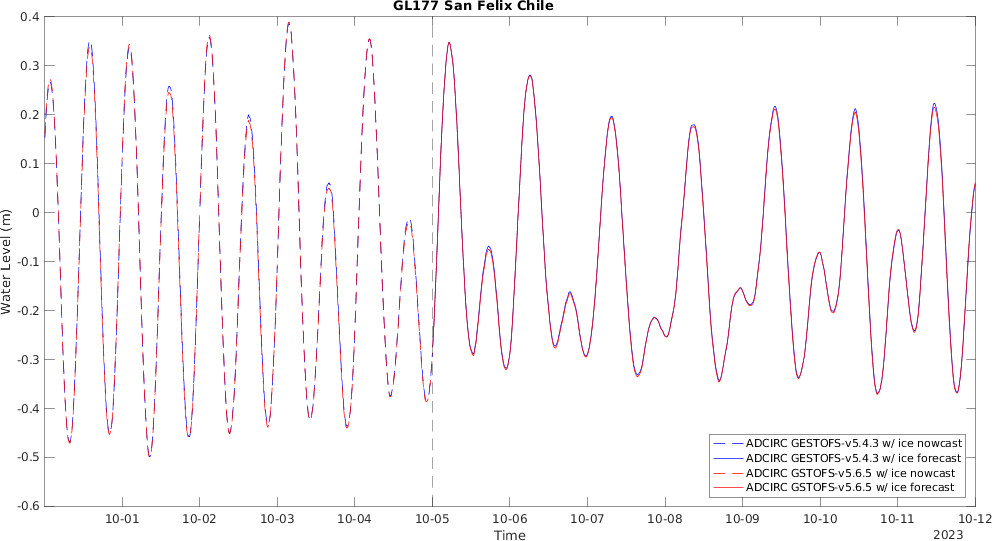 GL177 San Felix Chile
0.4
0.3
0.2
0.1
0
-0.1
-0.2
-0.3
-0.4
-0.5
-0.6
Water Level (m)
ADCIRC GESTOFS-v5.4.3 w/ ice nowcast
ADCIRC GESTOFS-v5.4.3 w/ ice forecast
ADCIRC GSTOFS-v5.6.5 w/ ice nowcast
ADCIRC GSTOFS-v5.6.5 w/ ice forecast
10-01 10-02 10-03 10-04 10-05 10-06 10-07 10-08 10-09 10-10 10-11 10-12
Time
2023